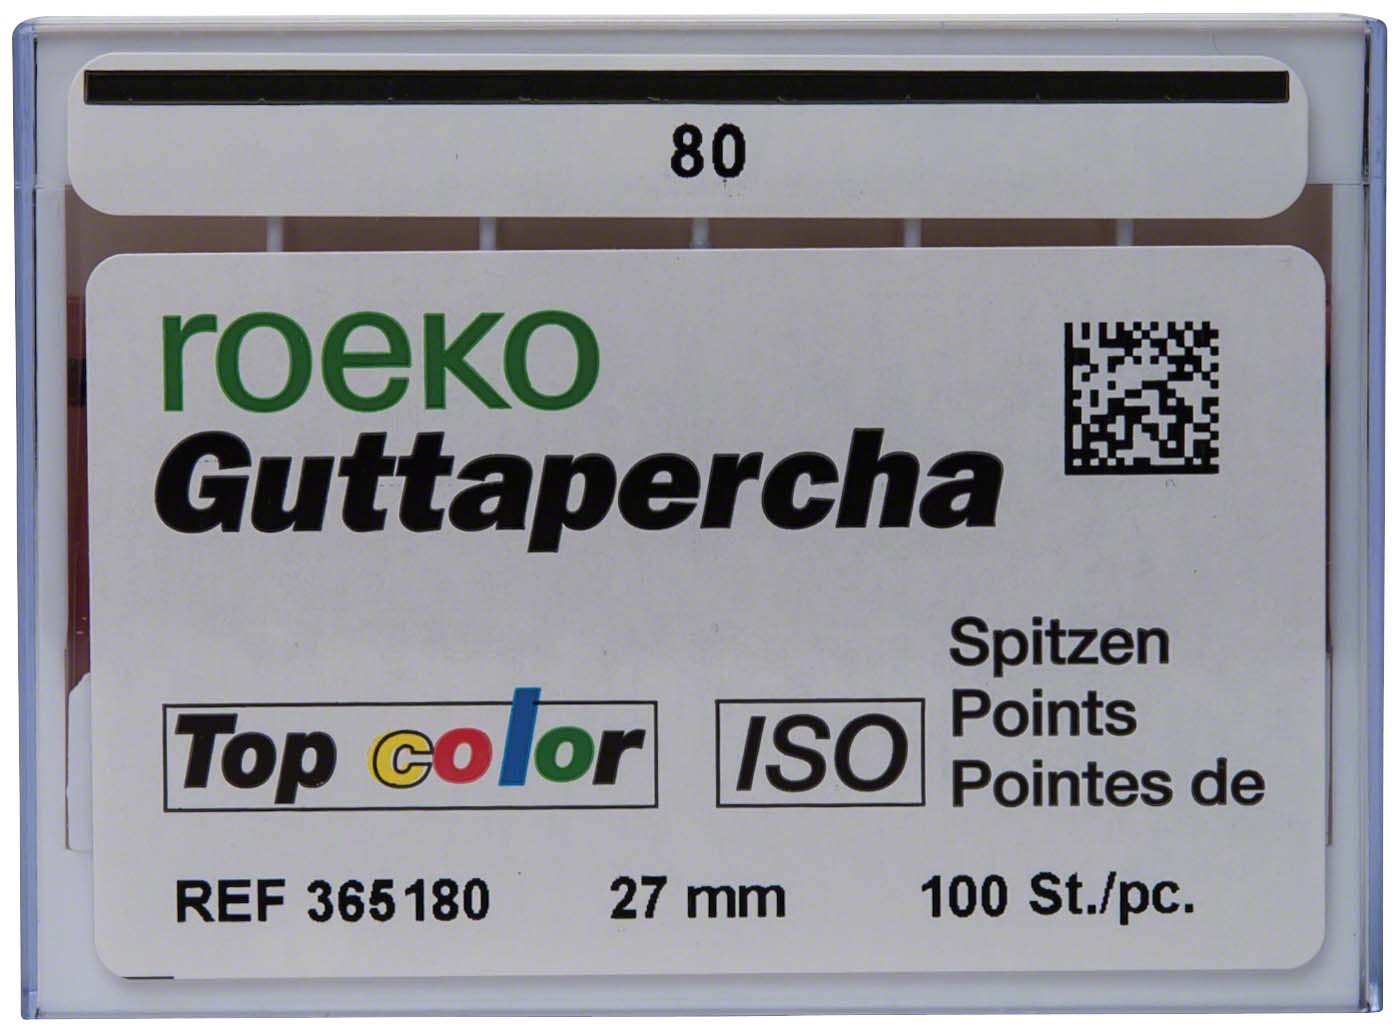 80
roeko
Guttapercha
Top color
ISO
Spitzen
Points
Pointes de
REF 365180 27 mm 100 St./pc.